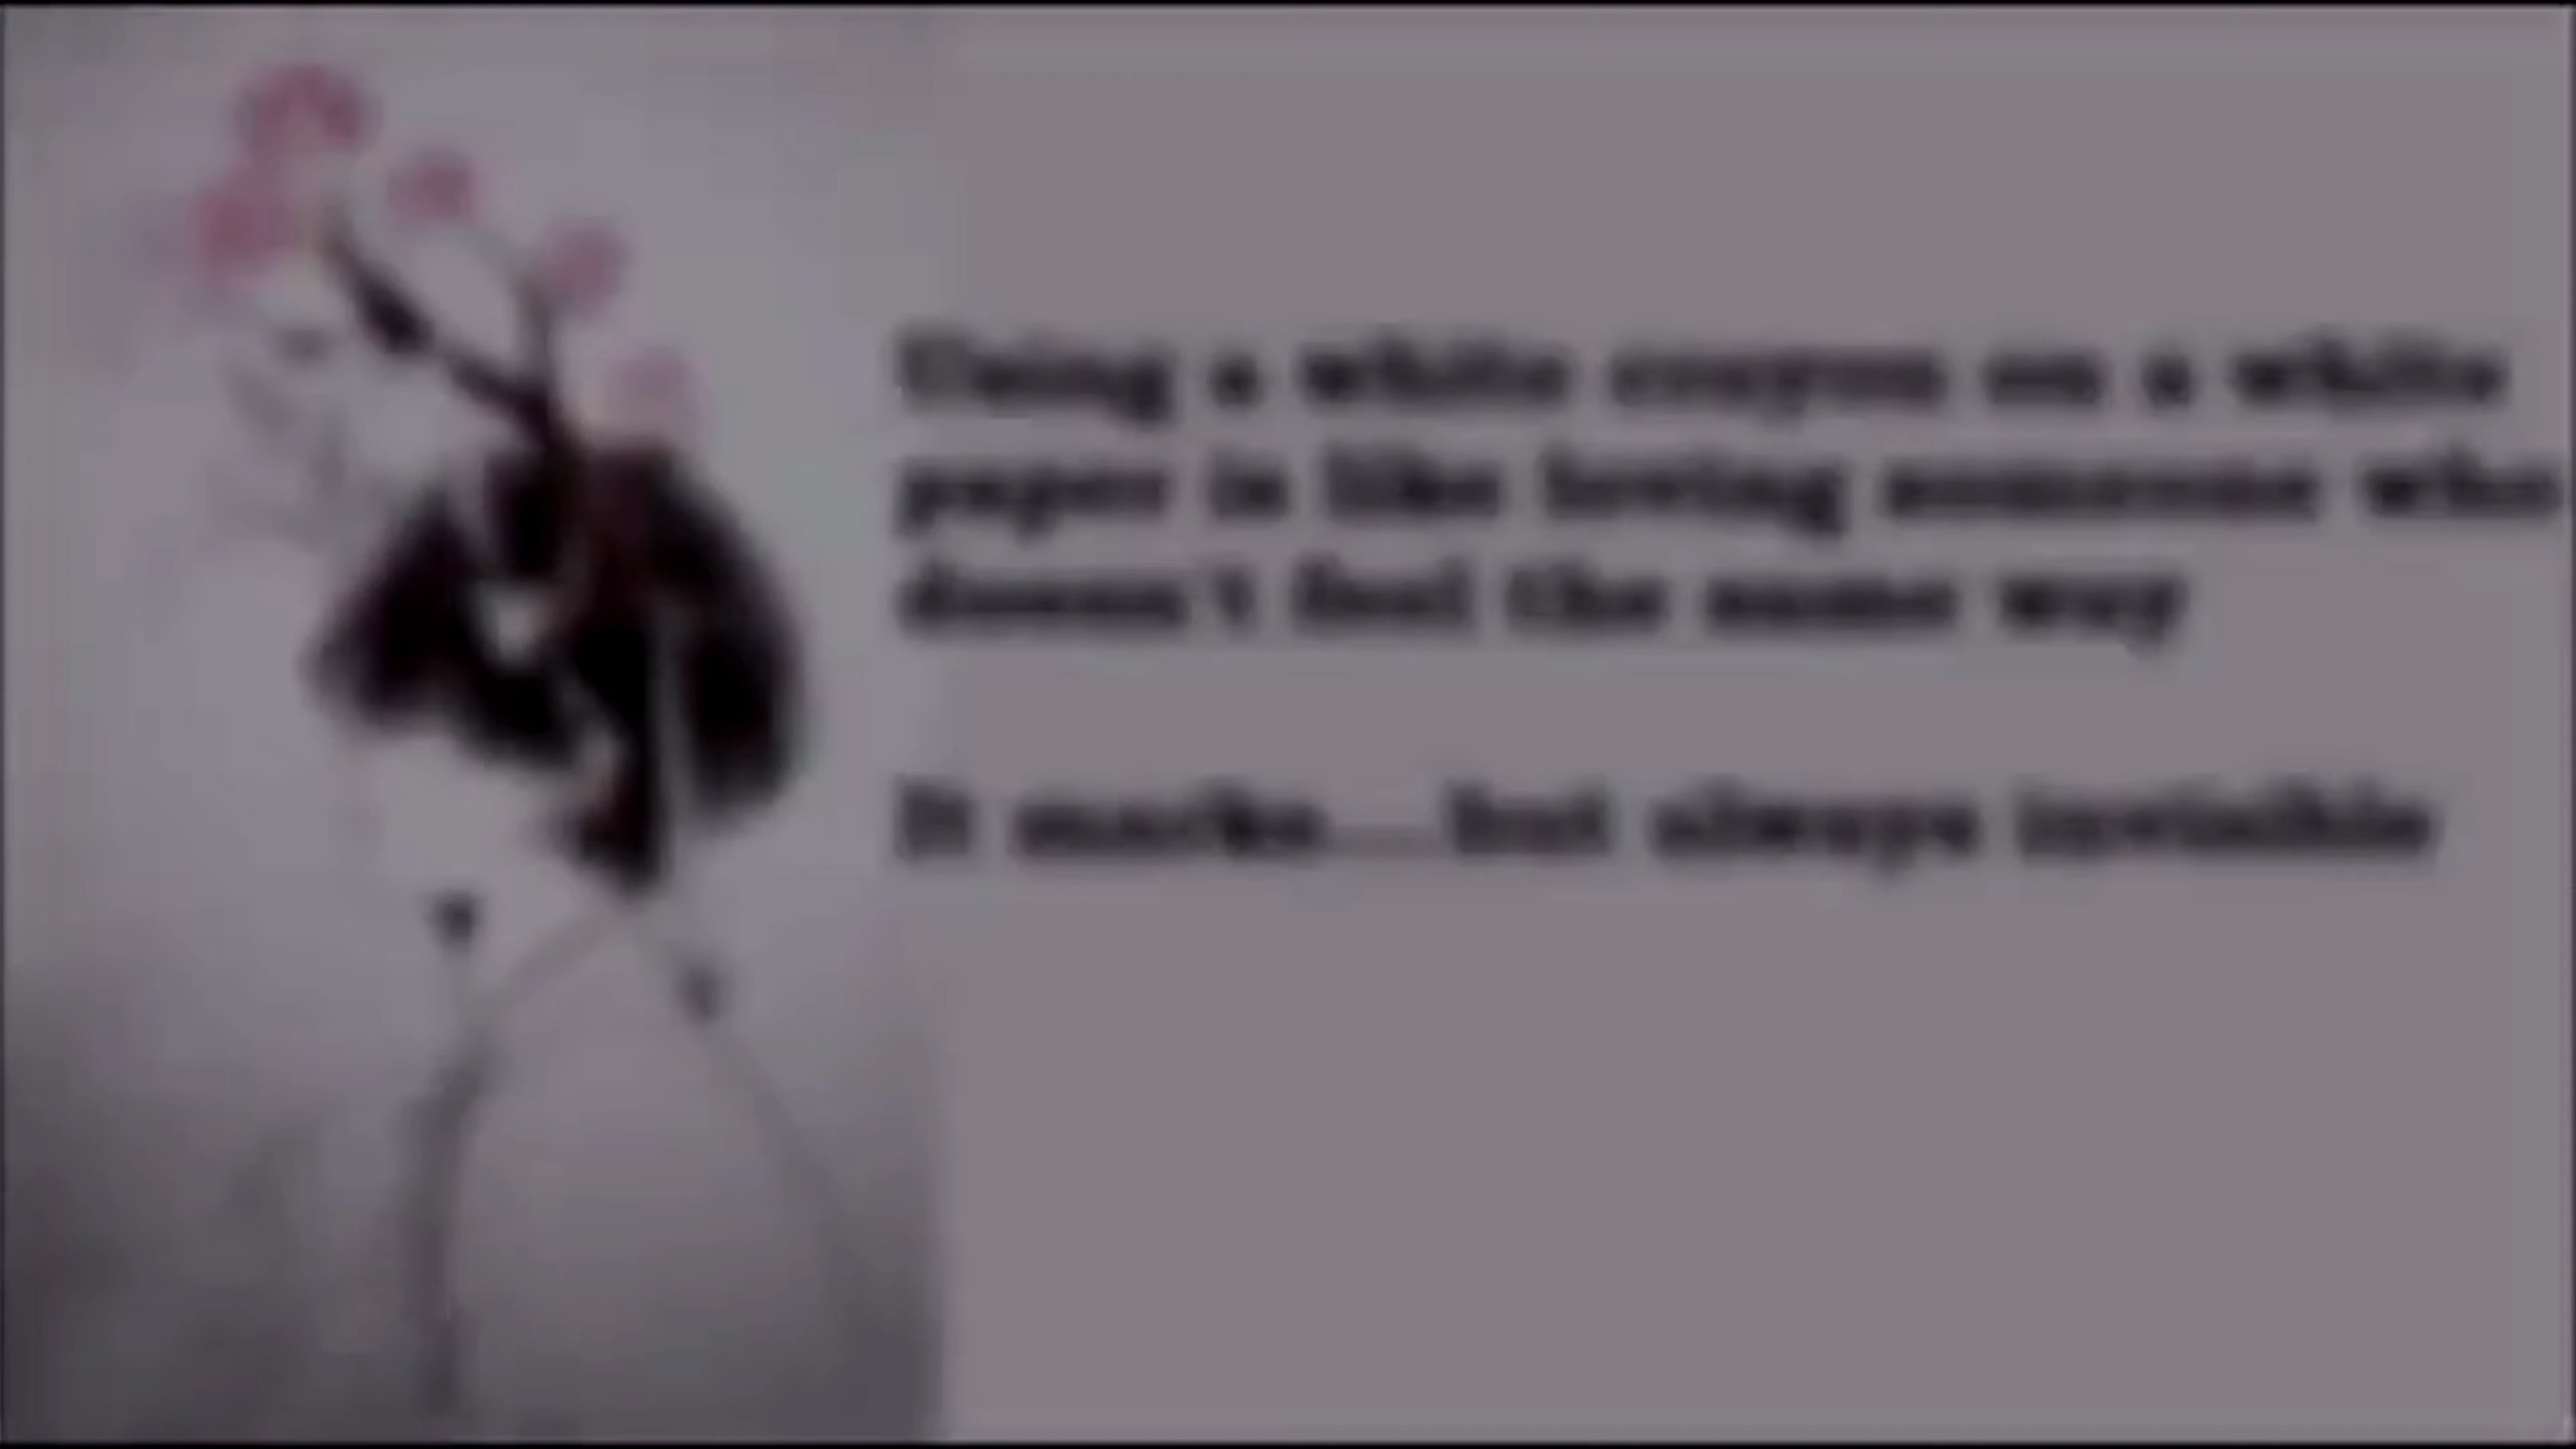 Using a white crayon on a white
paper is like loving someone who
doesn't feel the same way
It marks... but always invisible